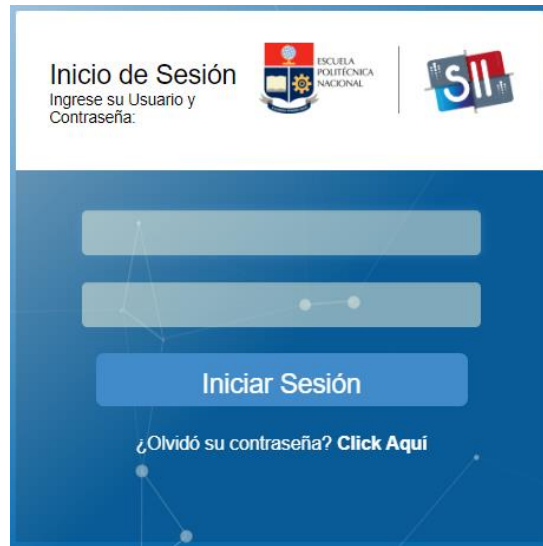 Inicio de Sesión
Ingrese su Usuario y
Contraseña:
ESCUELA
POLITÉCNICA
NACIONAL
SII
Iniciar Sesión
¿Olvidó su contraseña? Click Aquí